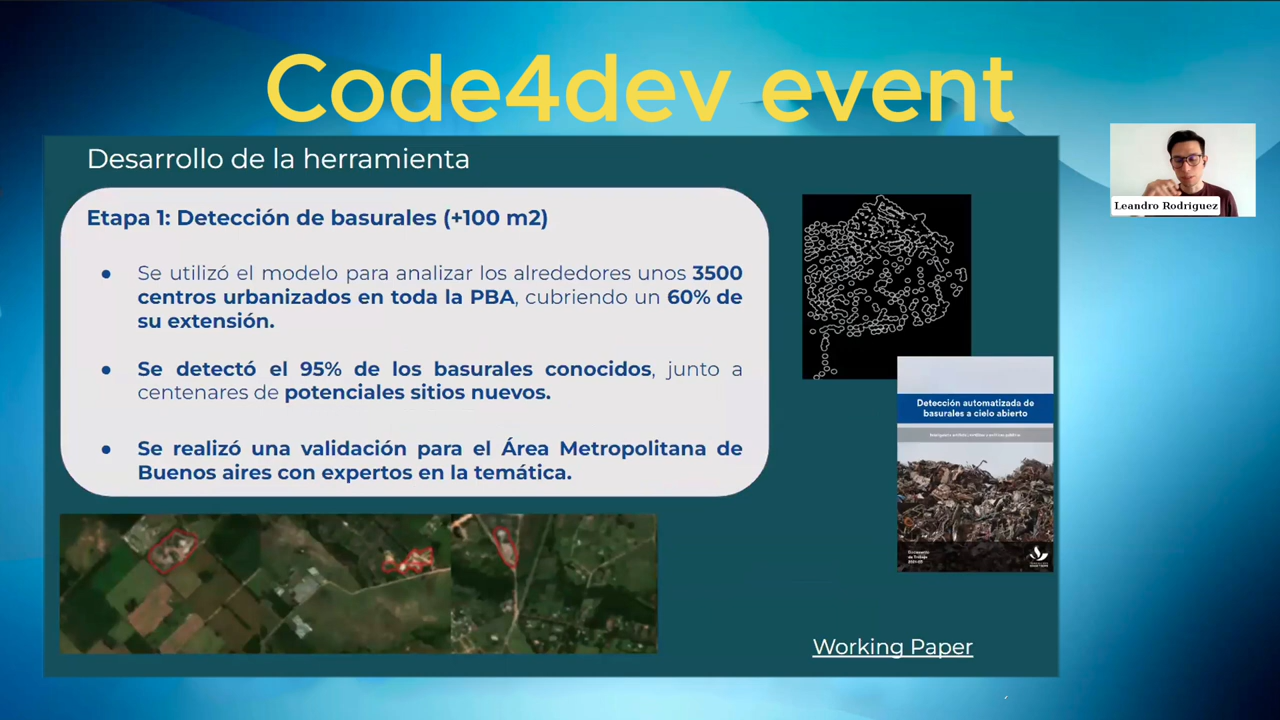 Code4dev event
Desarrollo de la herramienta
Leandro Rodriguez
Etapa 1: Detección de basurales (+100 m2)
● Se utilizó el modelo para analizar los alrededores unos 3500
centros urbanizados en toda la PBA, cubriendo un 60% de
su extensión.
● Se detectó el 95% de los basurales conocidos, junto a
centenares de potenciales sitios nuevos.
● Se realizó una validación para el Área Metropolitana de
Buenos aires con expertos en la temática.
Detección automatizada de
basurales a cielo abierto
Working Paper